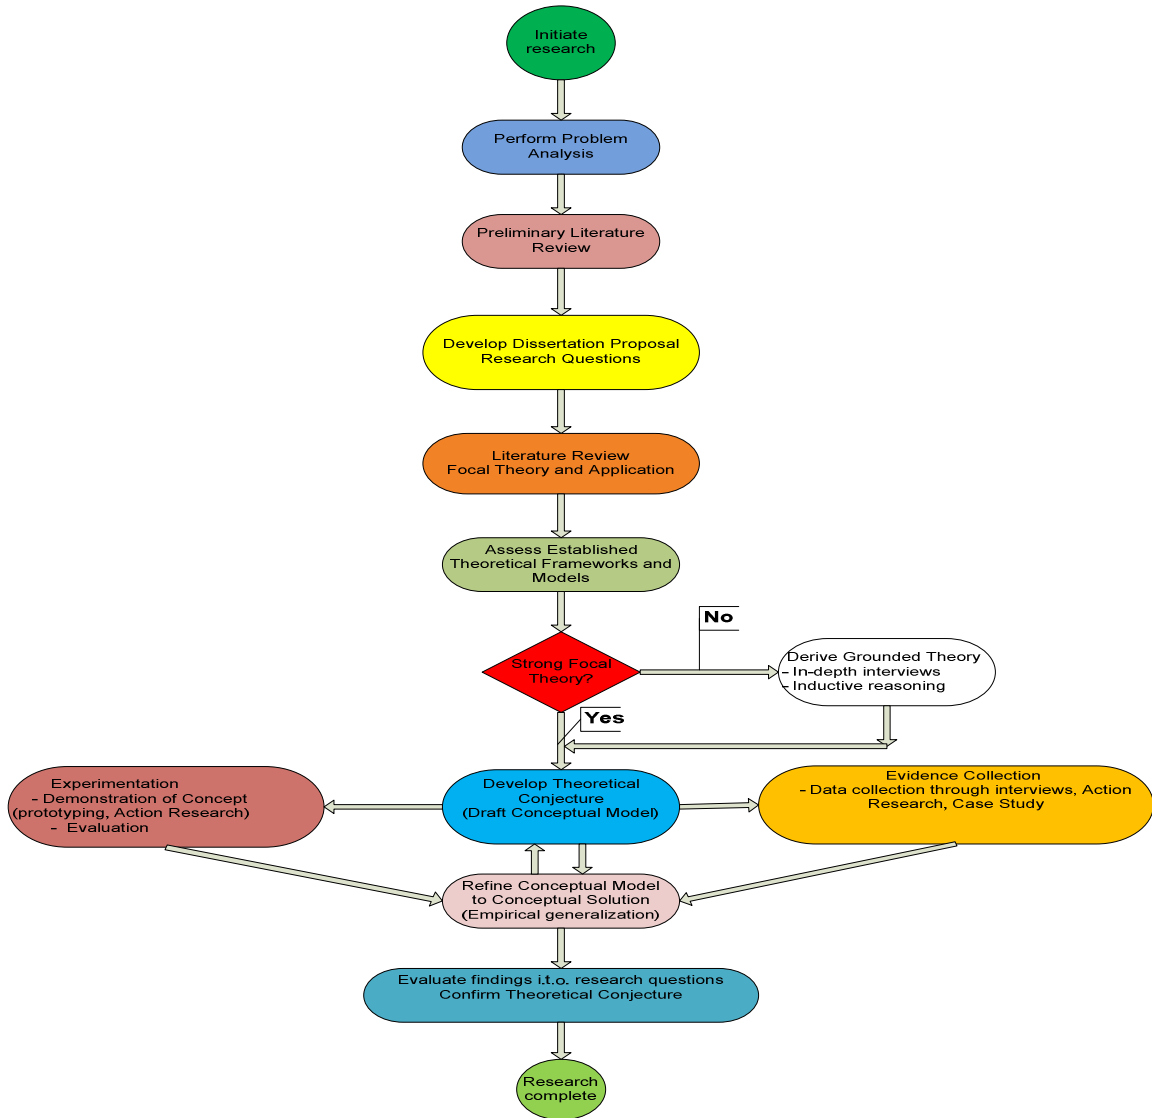 Initiate
research
Perform Problem
Analysis
Preliminary Literature
Review
Develop Dissertation Proposal
Research Questions
Literature Review
Focal Theory and Application
Assess Established
Theoretical Frameworks and
Models
Strong Focal
Theory?
No
Derive Grounded Theory
- In-depth interviews
- Inductive reasoning
Yes
Experimentation
- Demonstration of Concept
(prototyping, Action Research)
- Evaluation
Develop Theoretical
Conjecture
(Draft Conceptual Model)
Evidence Collection
- Data collection through interviews, Action
Research, Case Study
Refine Conceptual Model
to Conceptual Solution
(Empirical generalization)
Evaluate findings i.t.o. research questions
Confirm Theoretical Conjecture
Research
complete